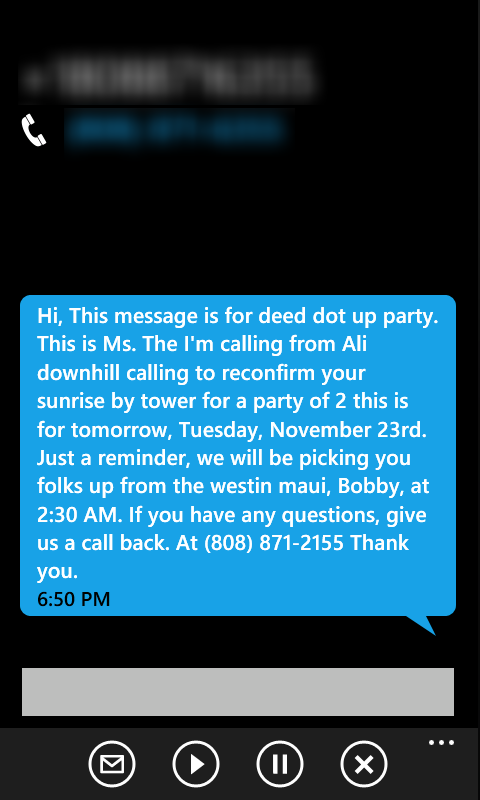 Hi, This message is for deed dot up party.
This is Ms. The I'm calling from Ali
downhill calling to reconfirm your
sunrise by tower for a party of 2 this is
for tomorrow, Tuesday, November 23rd.
Just a reminder, we will be picking you
folks up from the westin maui, Bobby, at
2:30 AM. If you have any questions, give
us a call back. At (808) 871-2155 Thank
you.
6:50 PM